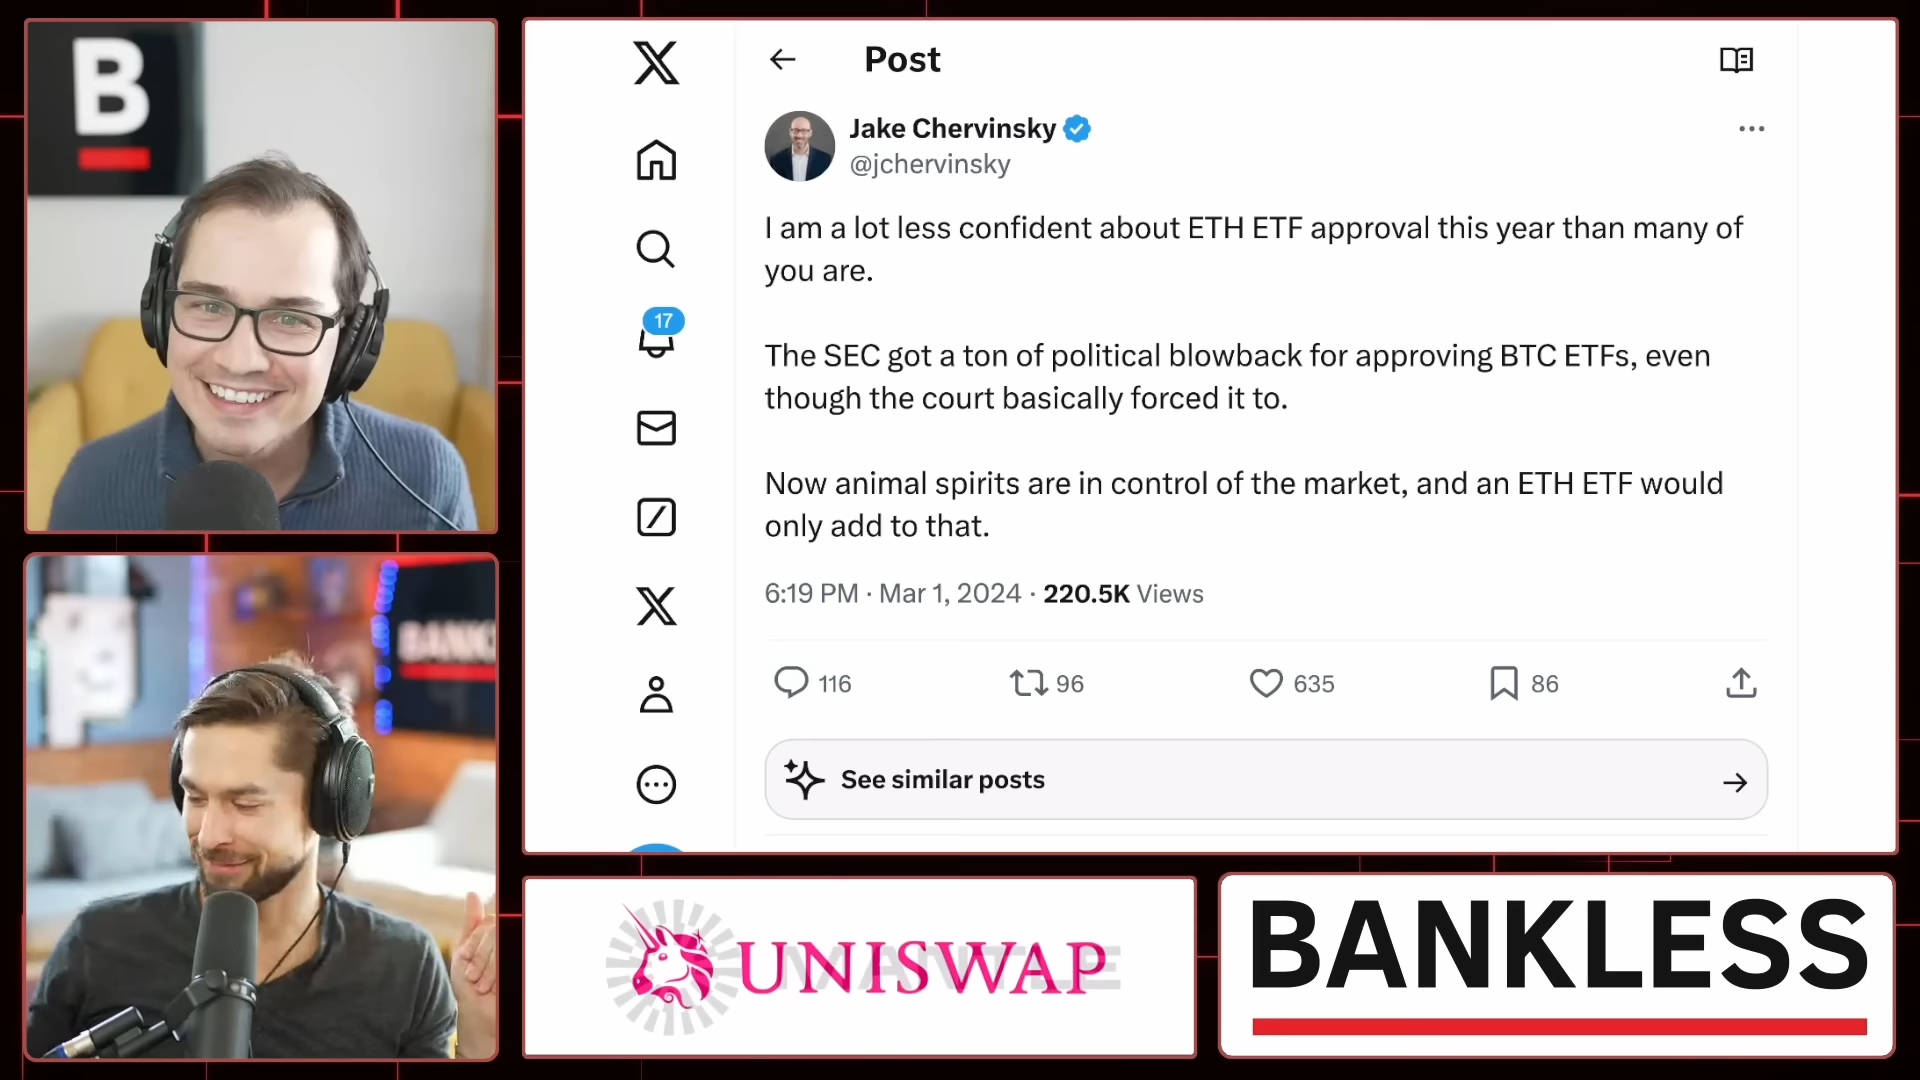 B
Post
Jake Chervinsky
@jchervinsky
I am a lot less confident about ETH ETF approval this year than many of
you are.
The SEC got a ton of political blowback for approving BTC ETFs, even
though the court basically forced it to.
Now animal spirits are in control of the market, and an ETH ETF would
only add to that.
6:19 PM · Mar 1, 2024 · 220.5K Views
116 96 635 86
See similar posts
17
BANK
UNISWAP
BANKLESS